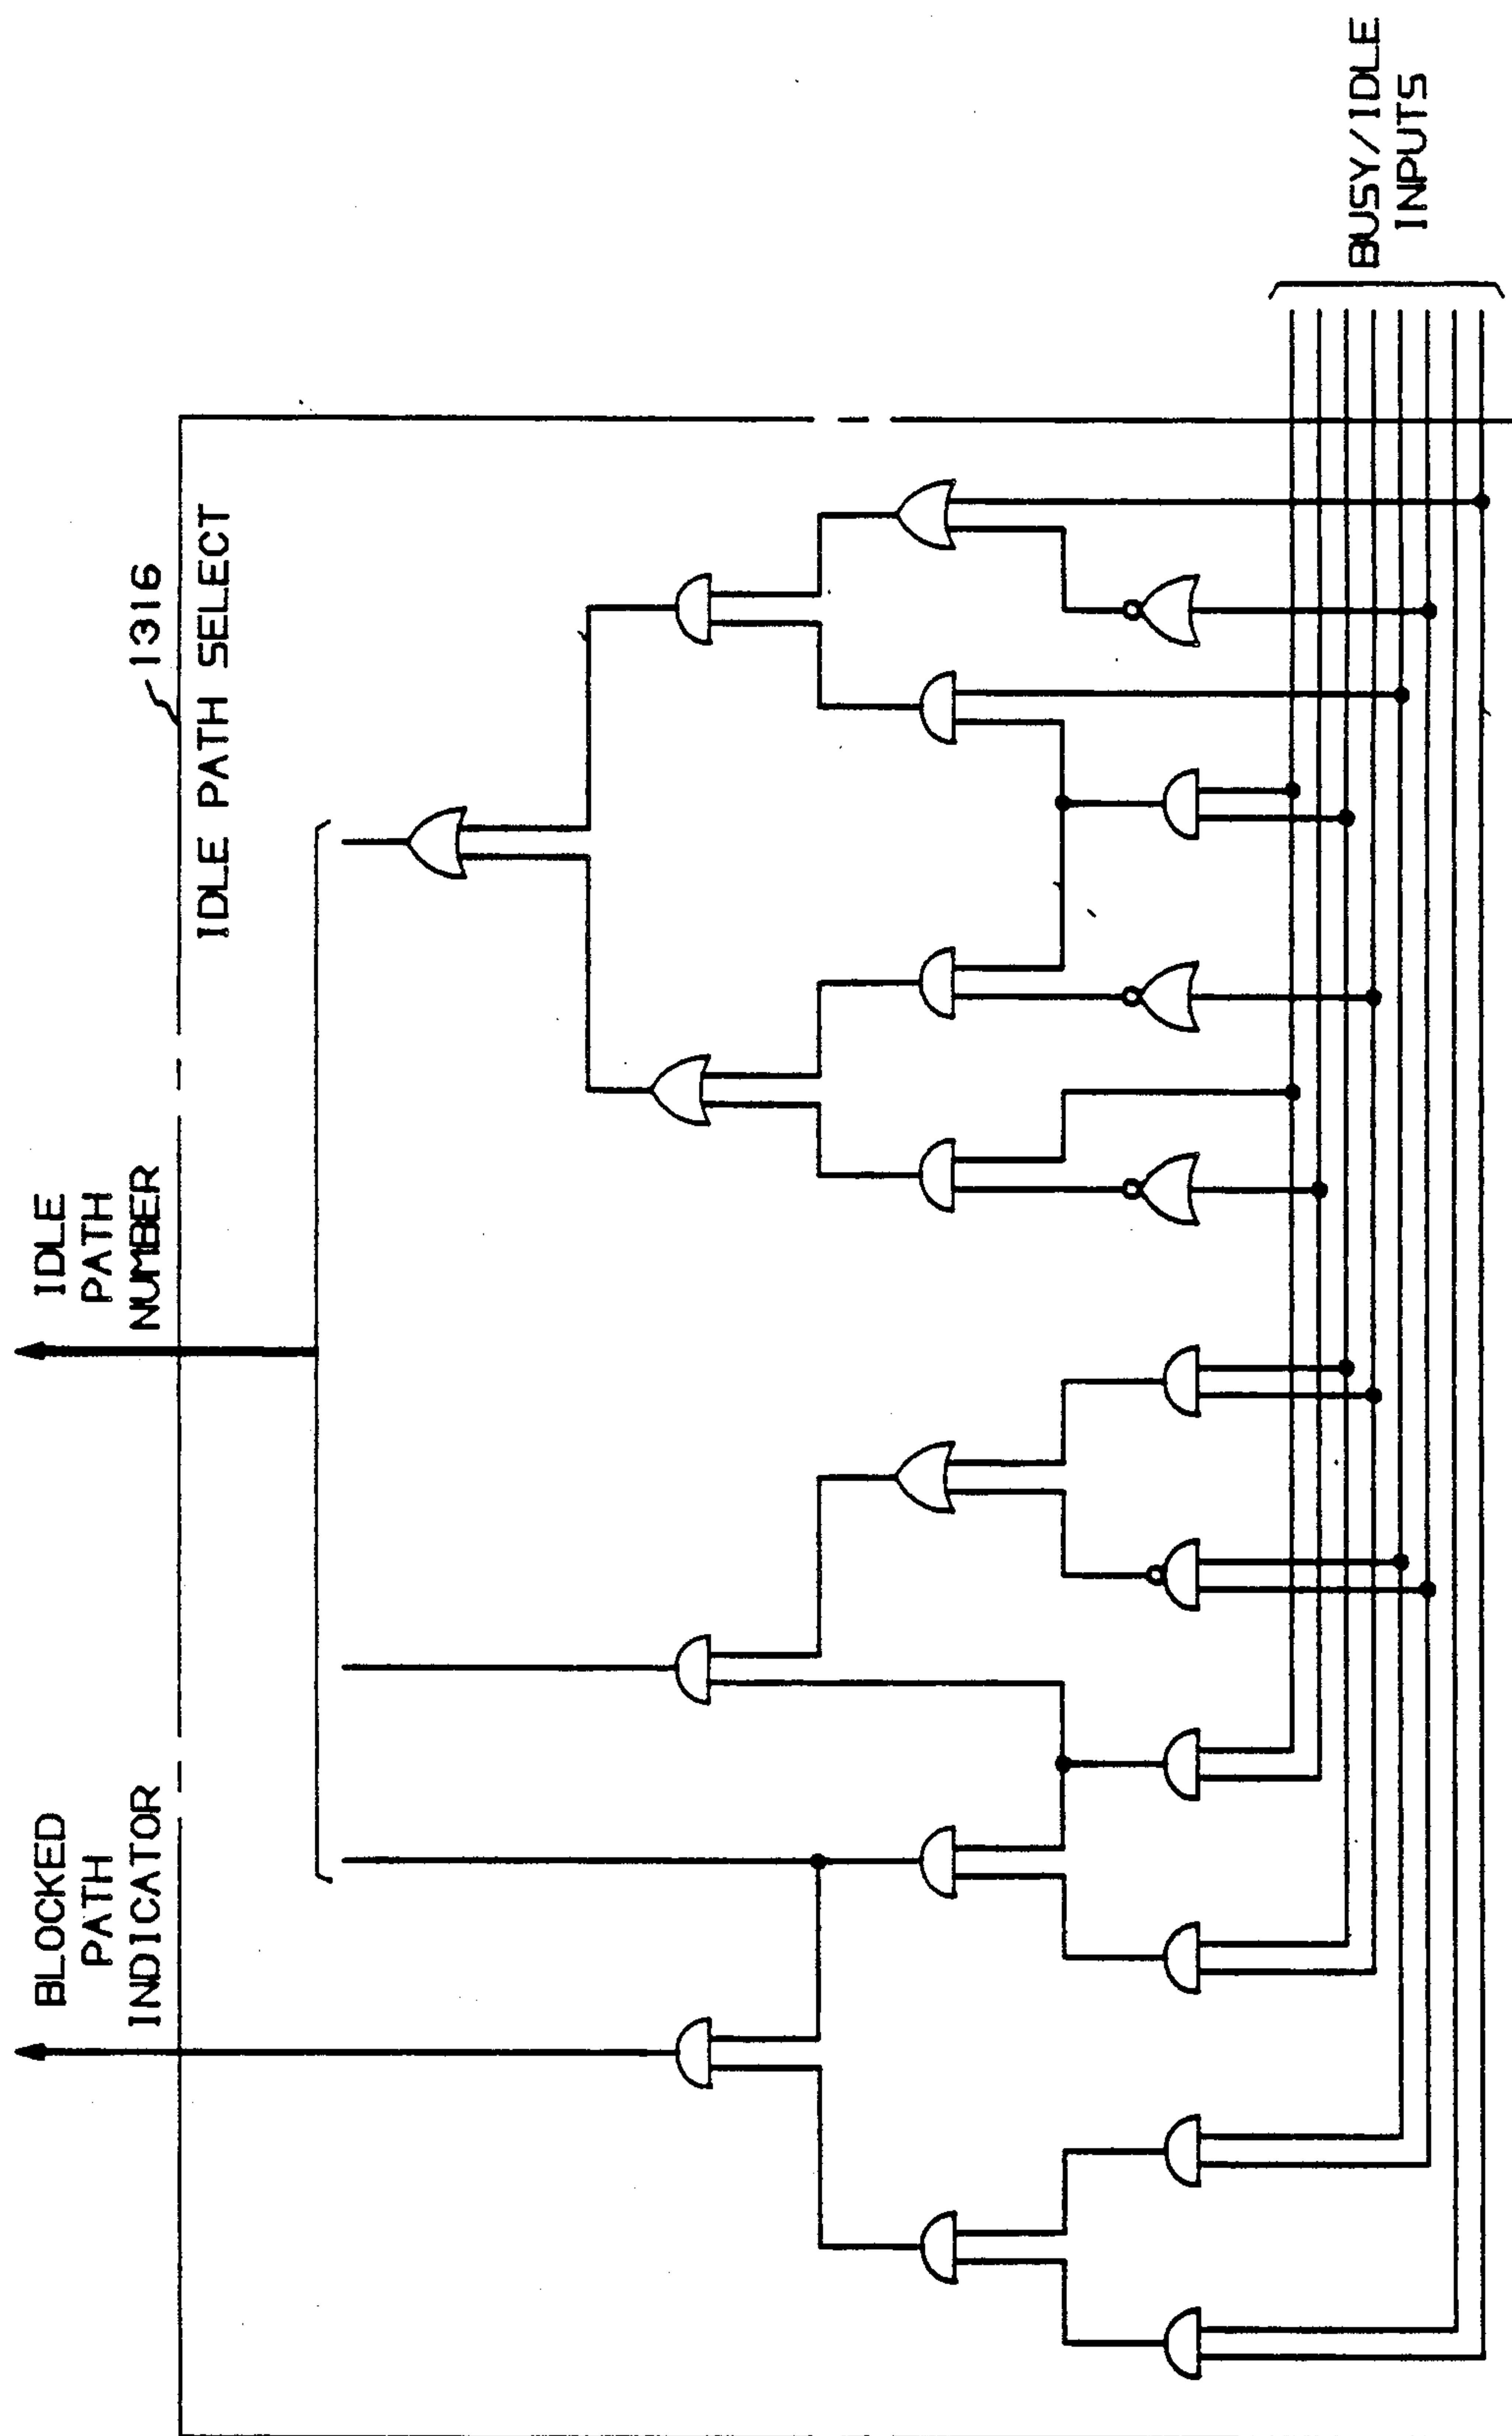 BLOCKED
PATH
INDICATOR
IDLE
PATH
NUMBER
1316
IDLE PATH SELECT
BUSY/IDLE
INPUTS